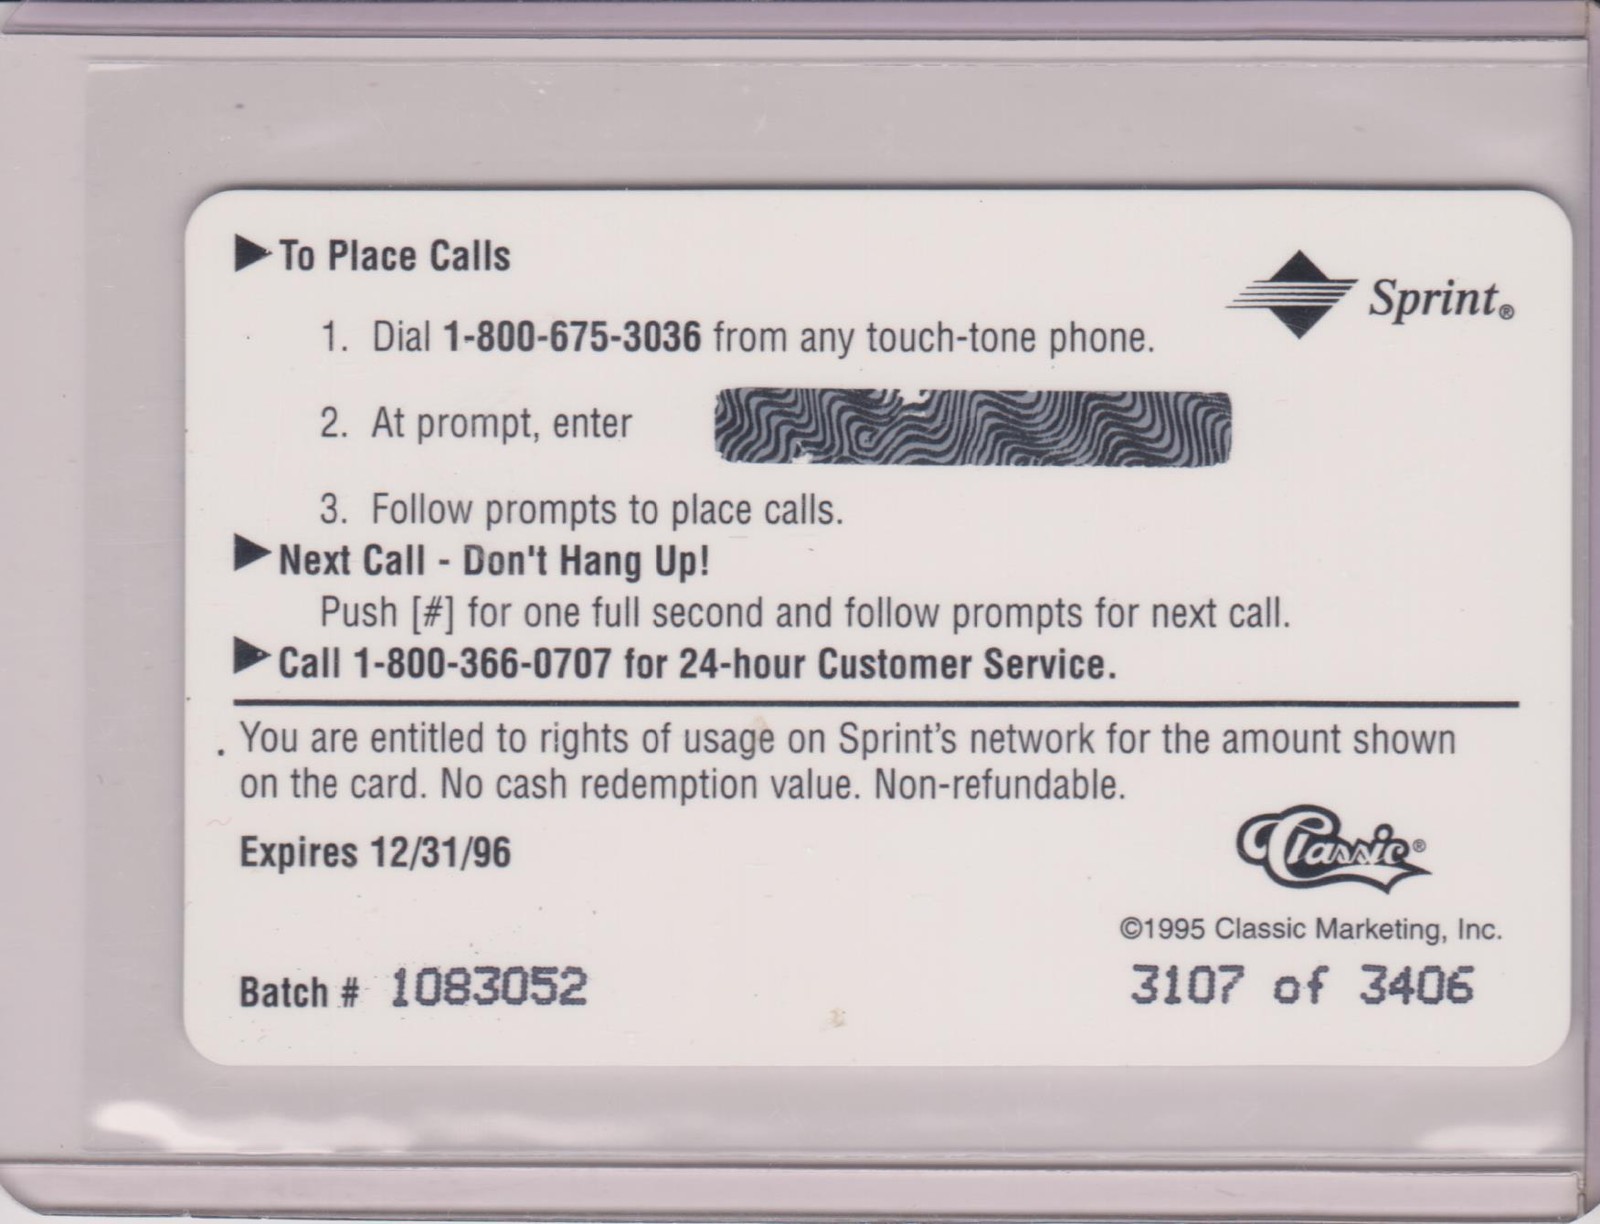 To Place Calls
Sprint®
1. Dial 1-800-675-3036 from any touch-tone phone.
2. At prompt, enter
3. Follow prompts to place calls.
Next Call - Don't Hang Up!
Push [#] for one full second and follow prompts for next call.
Call 1-800-366-0707 for 24-hour Customer Service.
You are entitled to rights of usage on Sprint’s network for the amount shown
on the card. No cash redemption value. Non-refundable.
Expires 12/31/96
Classic®
©1995 Classic Marketing, Inc.
Batch # 1083052
3107 of 3406